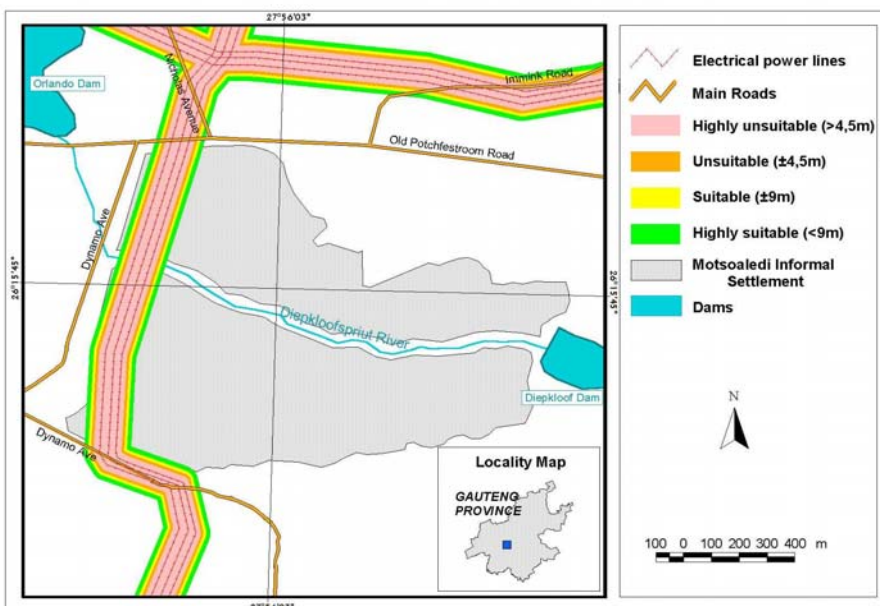 27°56'03"
Orlando Dam
Nicholas Avenue
Immink Road
Old Potchfestroom Road
Dynamo Ave
26°15'45"
26°15'45"
Diepkloofspriut River
Diepkloof Dam
Dynamo Ave
Locality Map
GAUTENG
PROVINCE
Electrical power lines
Main Roads
Highly unsuitable (>4,5m)
Unsuitable (±4,5m)
Suitable (±9m)
Highly suitable (<9m)
Motsoaledi Informal
Settlement
Dams
N
100 0 100 200 300 400 m